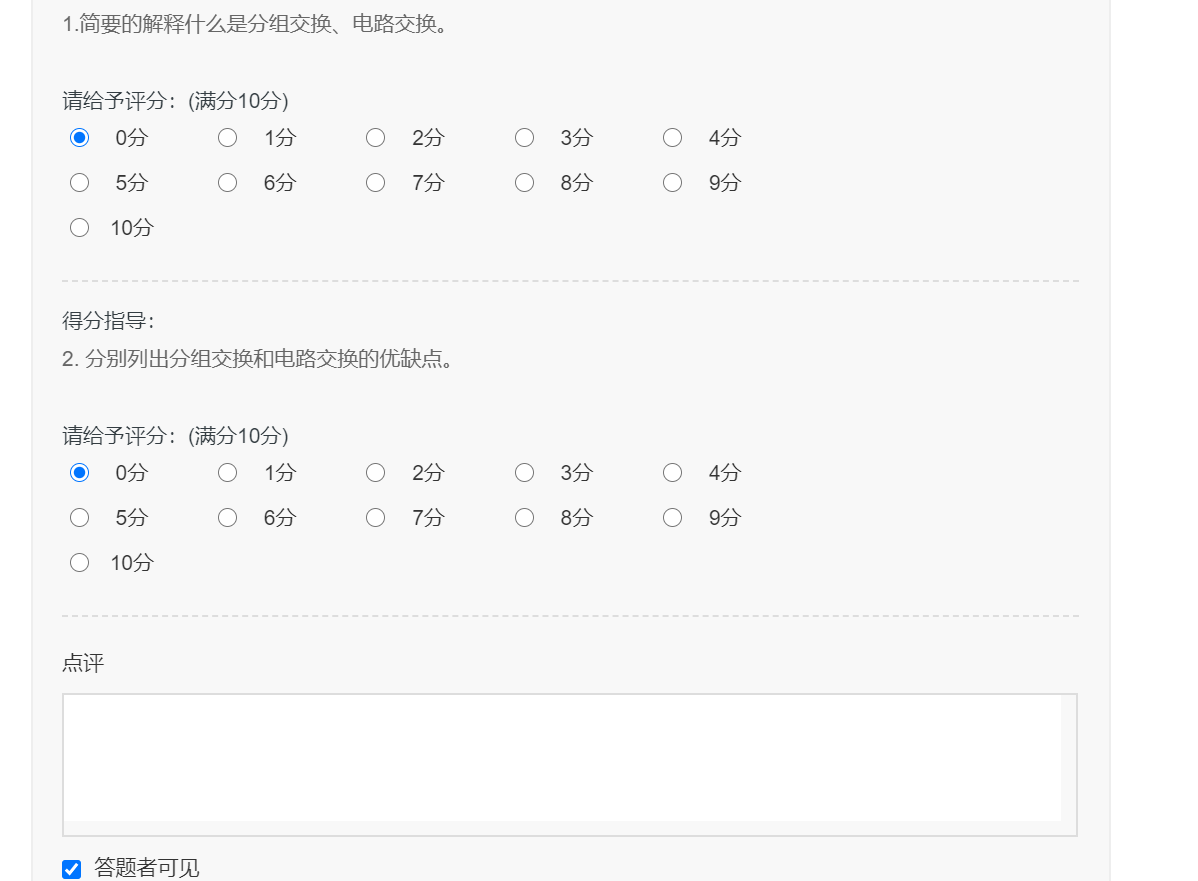 1.简要的解释什么是分组交换、电路交换。
请给予评分：(满分10分)
0分 1分 2分 3分 4分
5分 6分 7分 8分 9分
10分
得分指导：
2. 分别列出分组交换和电路交换的优缺点。
请给予评分：(满分10分)
0分 1分 2分 3分 4分
5分 6分 7分 8分 9分
10分
点评
答题者可见